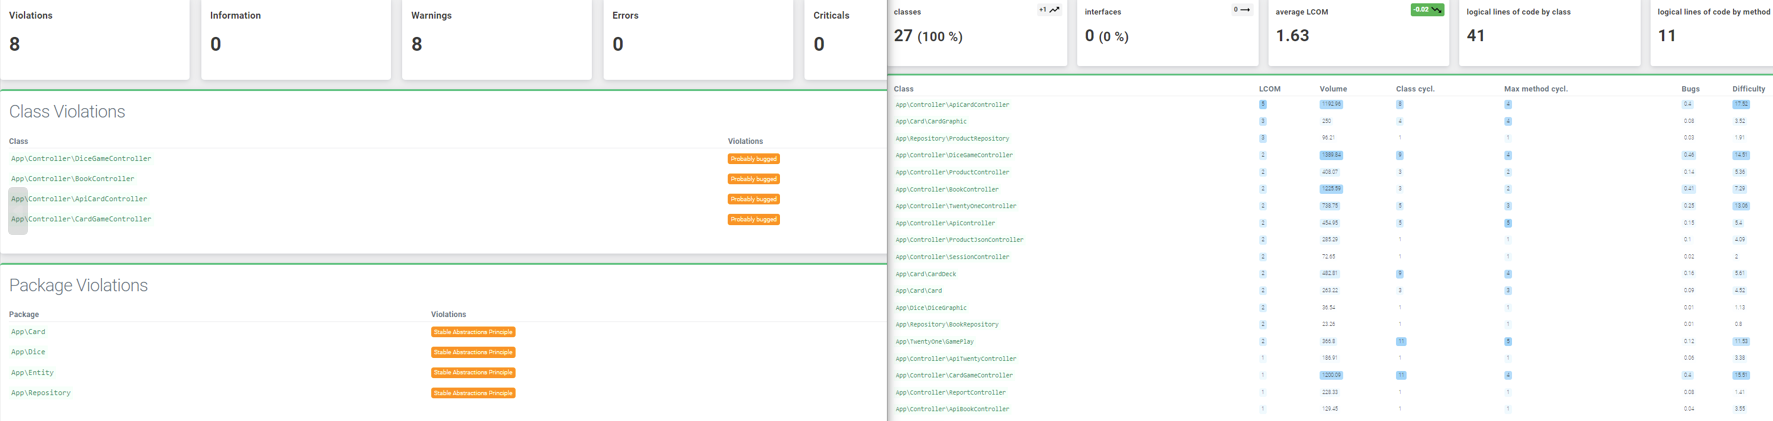 Violations
8
Information
0
Warnings
8
Errors
0
Criticals
0
Class Violations
Class Violations
App\Controller\DiceGameController Probably bugged
App\Controller\BookController Probably bugged
App\Controller\ApiCardController Probably bugged
App\Controller\CardGameController Probably bugged
Package Violations
Package Violations
App\Card Stable Abstractions Principle
App\Dice Stable Abstractions Principle
App\Entity Stable Abstractions Principle
App\Repository Stable Abstractions Principle
classes +1
27 (100 %)
interfaces 0
0 (0 %)
average LCOM -0.02
1.63
logical lines of code by class
41
logical lines of code by method
11
Class LCOM Volume Class cycl. Max method cycl. Bugs Difficulty
App\Controller\ApiCardController 5 1192.96 8 4 0.4 17.52
App\Card\CardGraphic 3 250 4 4 0.08 3.52
App\Repository\ProductRepository 3 96.21 1 1 0.03 1.91
App\Controller\DiceGameController 2 1386.84 9 4 0.46 14.51
App\Controller\ProductController 2 408.07 3 2 0.14 5.36
App\Controller\BookController 2 1225.59 3 2 0.41 7.29
App\Controller\TwentyOneController 2 738.75 5 3 0.25 13.06
App\Controller\ApiController 2 454.95 5 5 0.15 5.4
App\Controller\ProductJsonController 2 285.29 1 1 0.1 4.09
App\Controller\SessionController 2 72.65 1 1 0.02 2
App\Card\CardDeck 2 482.81 9 4 0.16 5.61
App\Card\Card 2 263.22 3 3 0.09 4.52
App\Dice\DiceGraphic 2 36.54 1 1 0.01 1.13
App\Repository\BookRepository 2 23.26 1 1 0.01 0.8
App\TwentyOne\GamePlay 2 366.8 11 5 0.12 11.53
App\Controller\ApiTwentyController 1 186.91 1 1 0.06 3.38
App\Controller\CardGameController 1 1200.09 11 4 0.4 15.51
App\Controller\ReportController 1 228.33 1 1 0.08 1.41
App\Controller\ApiBookController 1 129.45 1 1 0.04 3.55